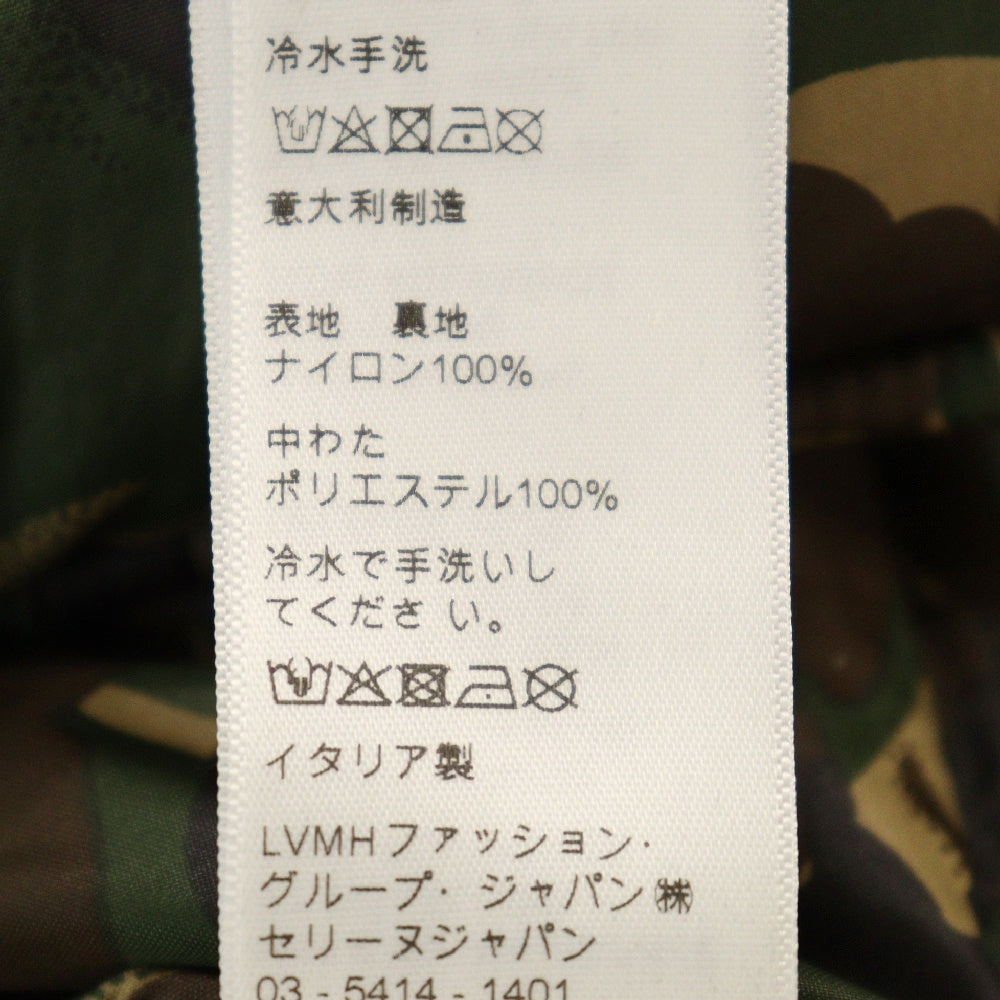 冷水手洗
意大利制造
表地 裏地
ナイロン100%
中わた
ポリエステル100%
冷水で手洗いし
てくださ い。
イタリア製
LVMHファッション・
グループ・ジャパン㈱
セリーヌジャパン
03 - 5414 - 1401